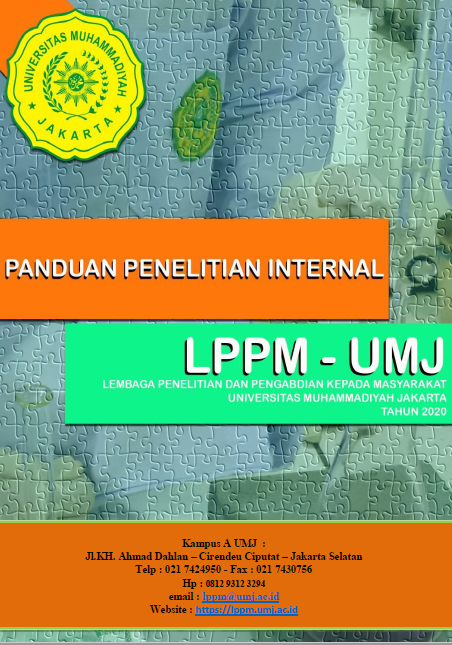 UNIVERSITAS MUHAMMADIYAH
JAKARTA
PANDUAN PENELITIAN INTERNAL
LPPM - UMJ
LEMBAGA PENELITIAN DAN PENGABDIAN KEPADA MASYARAKAT
UNIVERSITAS MUHAMMADIYAH JAKARTA
TAHUN 2020
Kampus A UMJ :
Jl.KH. Ahmad Dahlan – Cirendeu Ciputat – Jakarta Selatan
Telp : 021 7424950 - Fax : 021 7430756
Hp : 0812 9312 3294
email : lppm@umj.ac.id
Website : https://lppm.umj.ac.id